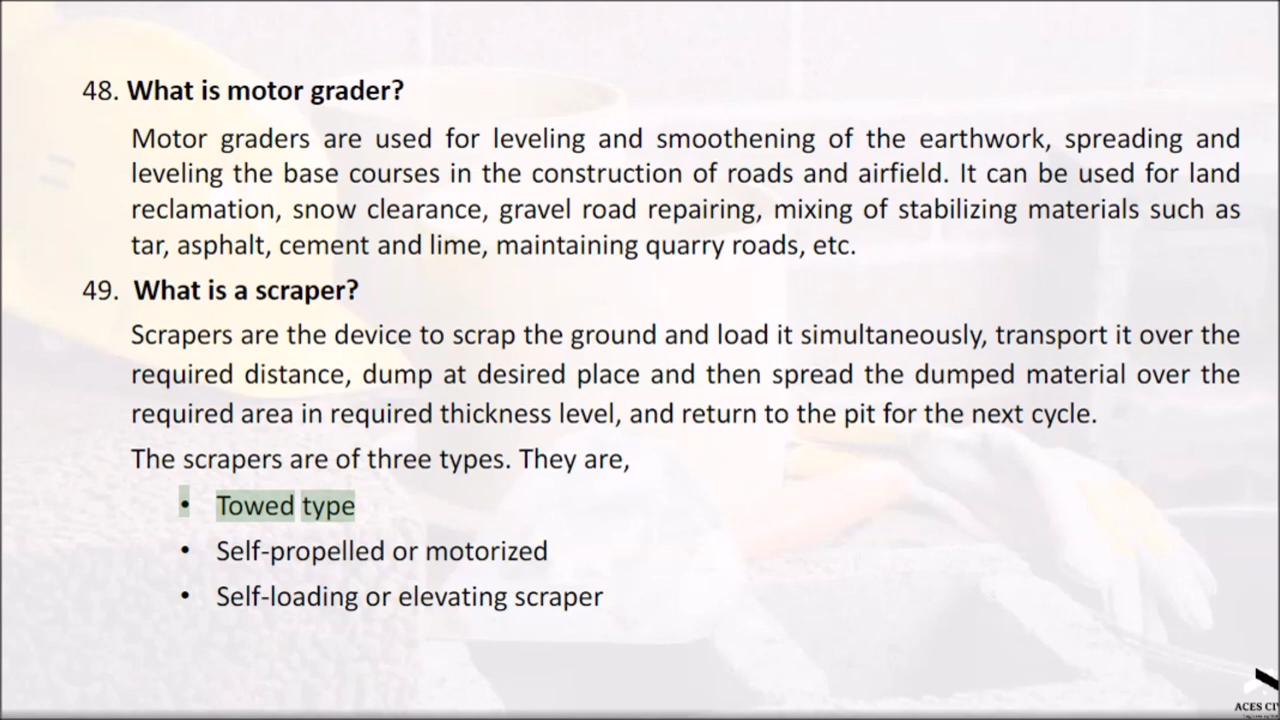 48. What is motor grader?
Motor graders are used for leveling and smoothening of the earthwork, spreading and
leveling the base courses in the construction of roads and airfield. It can be used for land
reclamation, snow clearance, gravel road repairing, mixing of stabilizing materials such as
tar, asphalt, cement and lime, maintaining quarry roads, etc.
49. What is a scraper?
Scrapers are the device to scrap the ground and load it simultaneously, transport it over the
required distance, dump at desired place and then spread the dumped material over the
required area in required thickness level, and return to the pit for the next cycle.
The scrapers are of three types. They are,
• Towed type
• Self-propelled or motorized
• Self-loading or elevating scraper
ACES CI